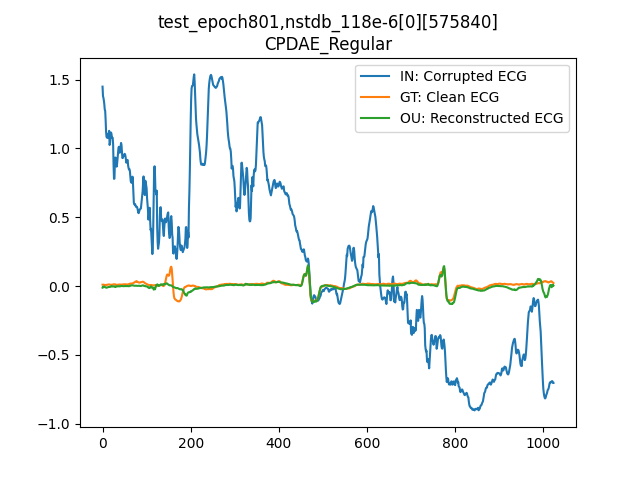 test_epoch801,nstdb_118e-6[0][575840]
CPDAE_Regular
IN: Corrupted ECG
GT: Clean ECG
OU: Reconstructed ECG
1.5
1.0
0.5
0.0
−0.5
−1.0
0 200 400 600 800 1000